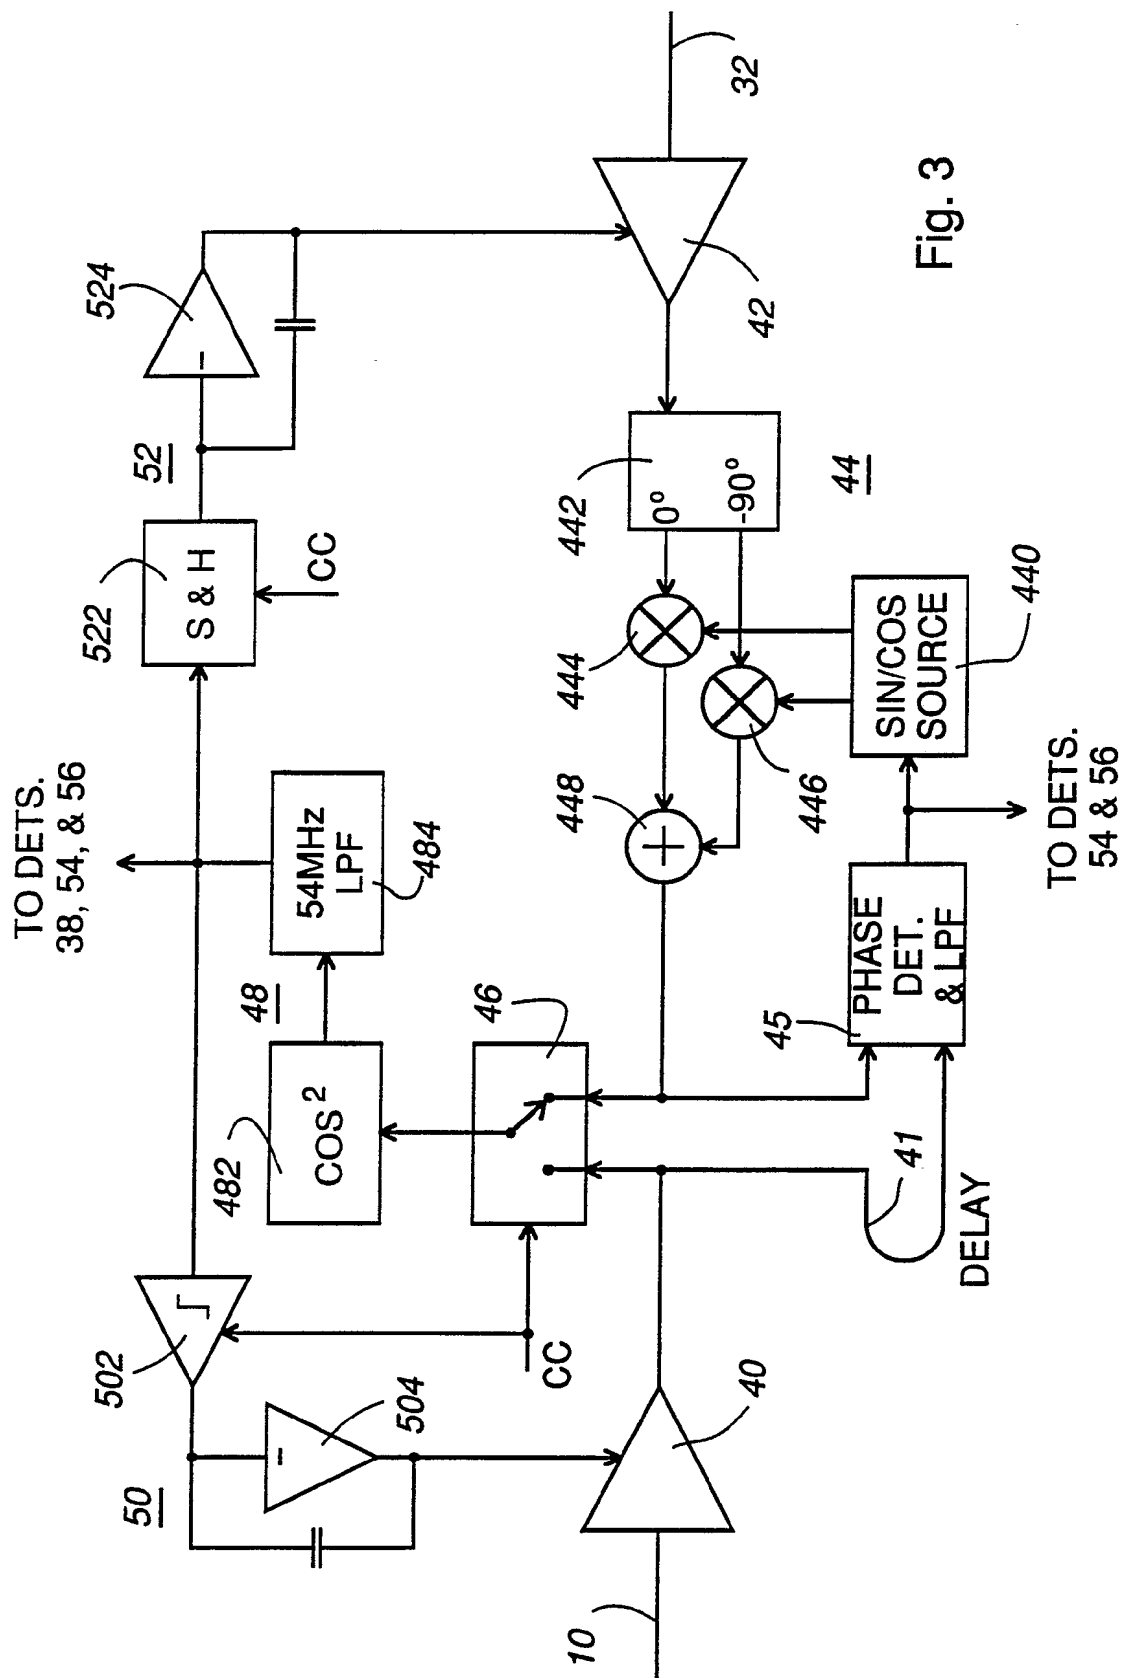 TO DETS.
38, 54, & 56
524
52
522
S & H
CC
502
50
504
482
COS²
48
54MHz
LPF
484
46
CC
10
40
41
DELAY
45
PHASE
DET.
& LPF
TO DETS.
54 & 56
SIN/COS
SOURCE
440
448
446
444
442
0°
-90°
44
42
32
Fig. 3